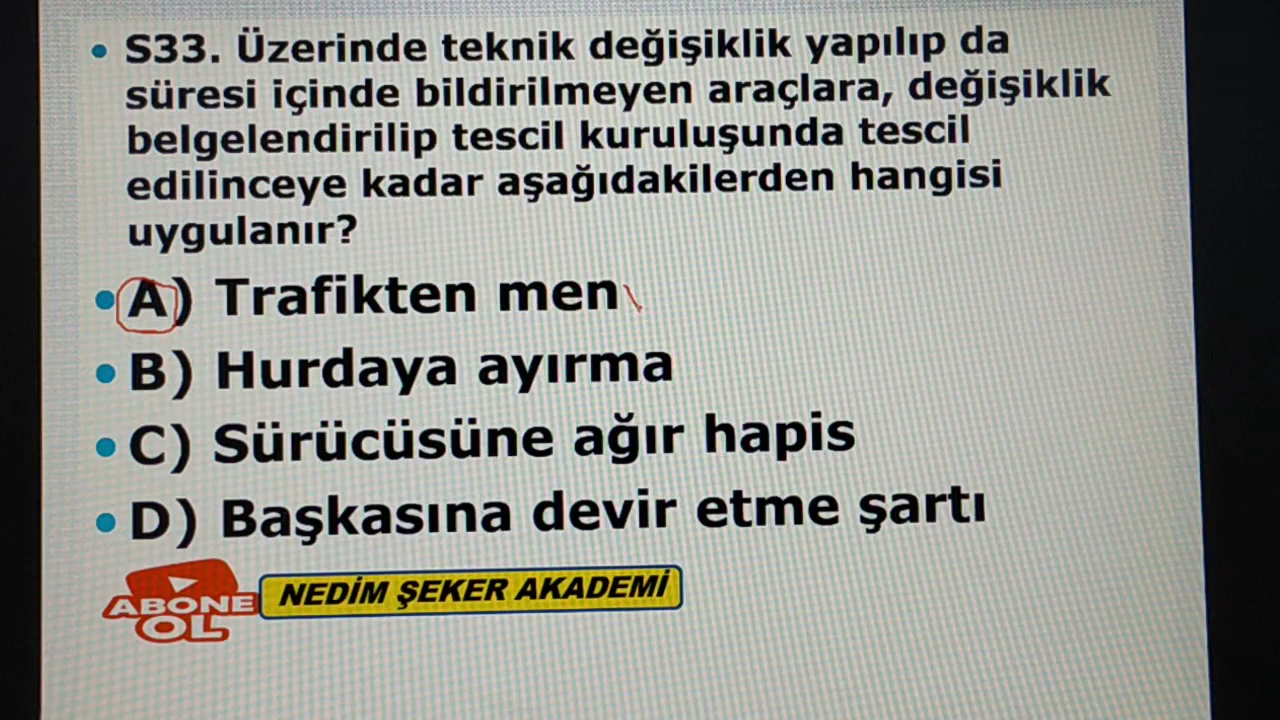 • S33. Üzerinde teknik değişiklik yapılıp da
süresi içinde bildirilmeyen araçlara, değişiklik
belgelendirilip tescil kuruluşunda tescil
edilinceye kadar aşağıdakilerden hangisi
uygulanır?
• A) Trafikten men
• B) Hurdaya ayırma
• C) Sürücüsüne ağır hapis
• D) Başkasına devir etme şartı
ABONE
OL
NEDİM ŞEKER AKADEMİ